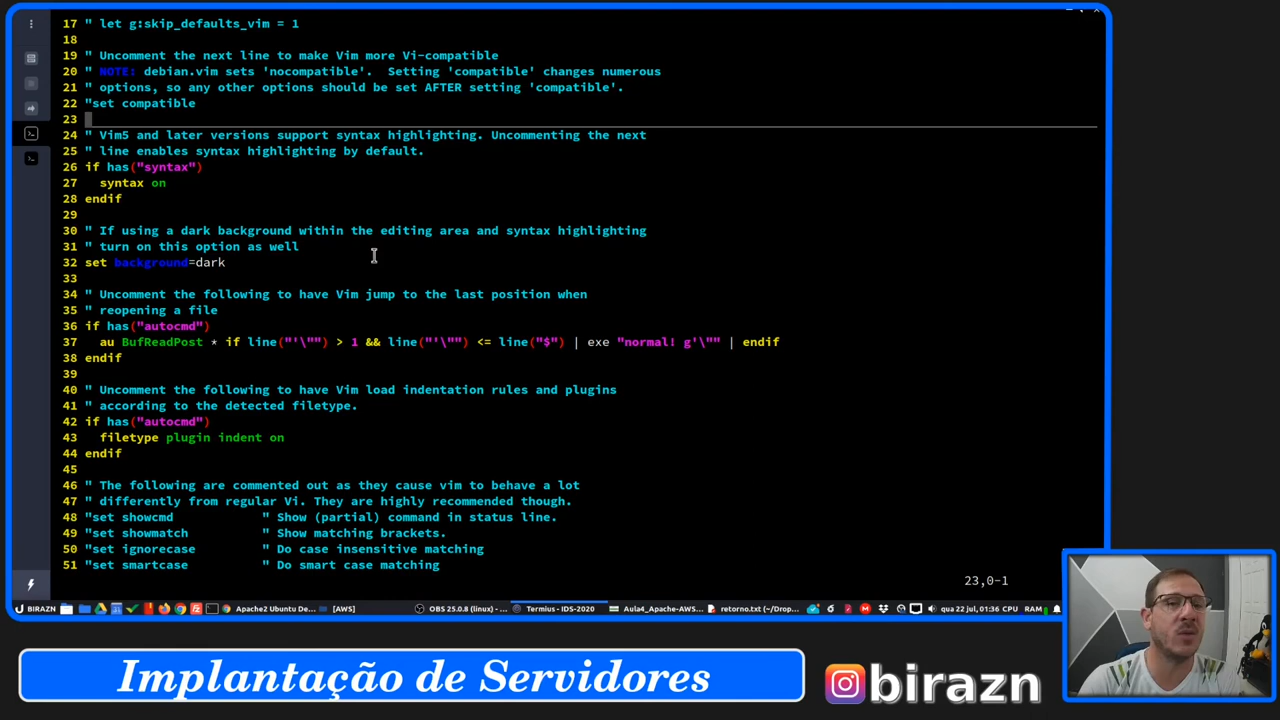 17 " let g:skip_defaults_vim = 1
18
19 " Uncomment the next line to make Vim more Vi-compatible
20 " NOTE: debian.vim sets 'nocompatible'.  Setting 'compatible' changes numerous
21 " options, so any other options should be set AFTER setting 'compatible'.
22 "set compatible
23
24 " Vim5 and later versions support syntax highlighting. Uncommenting the next
25 " line enables syntax highlighting by default.
26 if has("syntax")
27   syntax on
28 endif
29
30 " If using a dark background within the editing area and syntax highlighting
31 " turn on this option as well
32 set background=dark
33
34 " Uncomment the following to have Vim jump to the last position when
35 " reopening a file
36 if has("autocmd")
37   au BufReadPost * if line("'\"") > 1 && line("'\"") <= line("$") | exe "normal! g'\"" | endif
38 endif
39
40 " Uncomment the following to have Vim load indentation rules and plugins
41 " according to the detected filetype.
42 if has("autocmd")
43   filetype plugin indent on
44 endif
45
46 " The following are commented out as they cause vim to behave a lot
47 " differently from regular Vi. They are highly recommended though.
48 "set showcmd            " Show (partial) command in status line.
49 "set showmatch          " Show matching brackets.
50 "set ignorecase         " Do case insensitive matching
51 "set smartcase          " Do smart case matching
23,0-1
BIRAZN Apache2 Ubuntu De... [AWS] OBS 25.0.8 (linux) -... Termius - IDS-2020 Aula4_Apache-AWS... retorno.txt (~/Drop... qua 22 jul, 01:36 CPU RAM
Implantação de Servidores
birazn